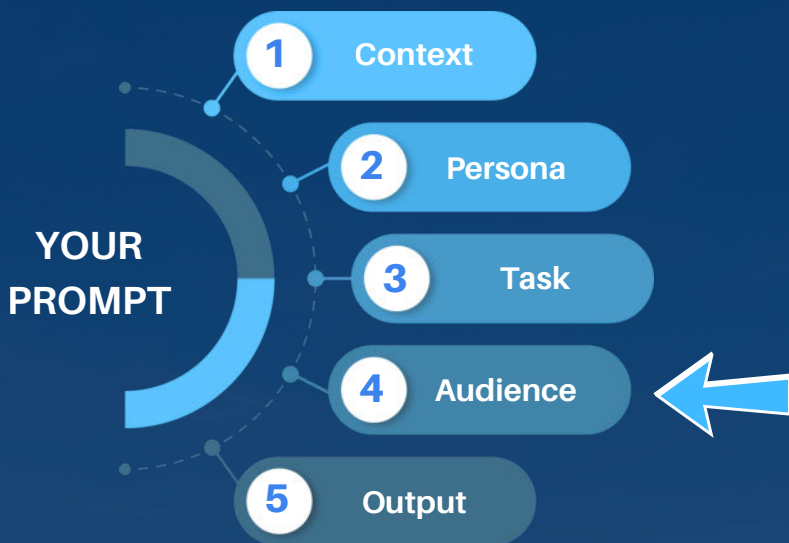 YOUR
PROMPT
1 Context
2 Persona
3 Task
4 Audience
5 Output